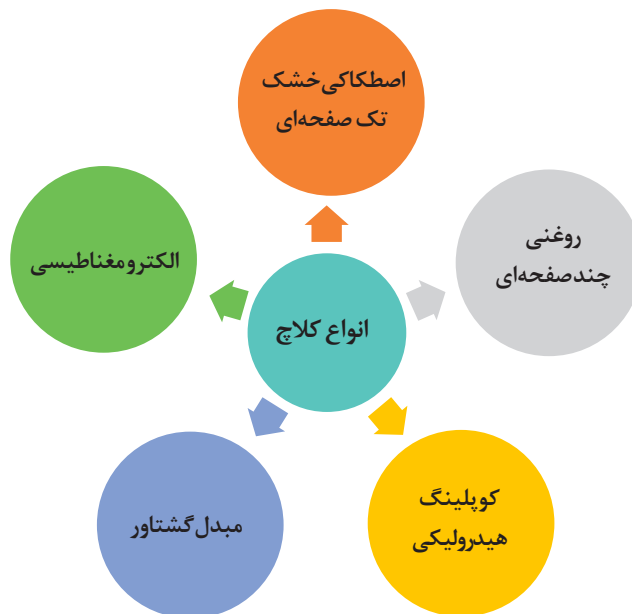 اصطکاکی خشک
تک صفحه‌ای
روغنی
چندصفحه‌ای
الکترومغناطیسی
انواع کلاچ
کوپلینگ
هیدرولیکی
مبدل گشتاور